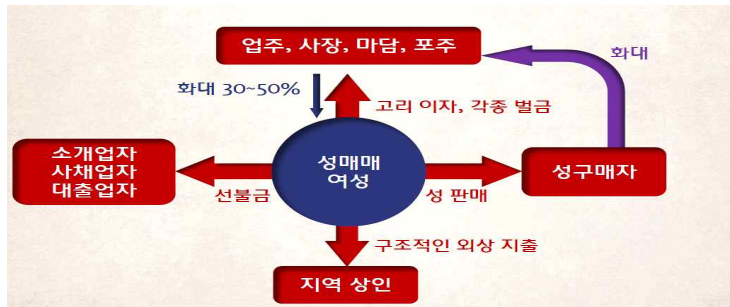 업주, 사장, 마담, 포주
화대
화대 30~50%
고리 이자, 각종 벌금
소개업자
사채업자
대출업자
선불금
성매매
여성
성 판매
성구매자
구조적인 외상 지출
지역 상인